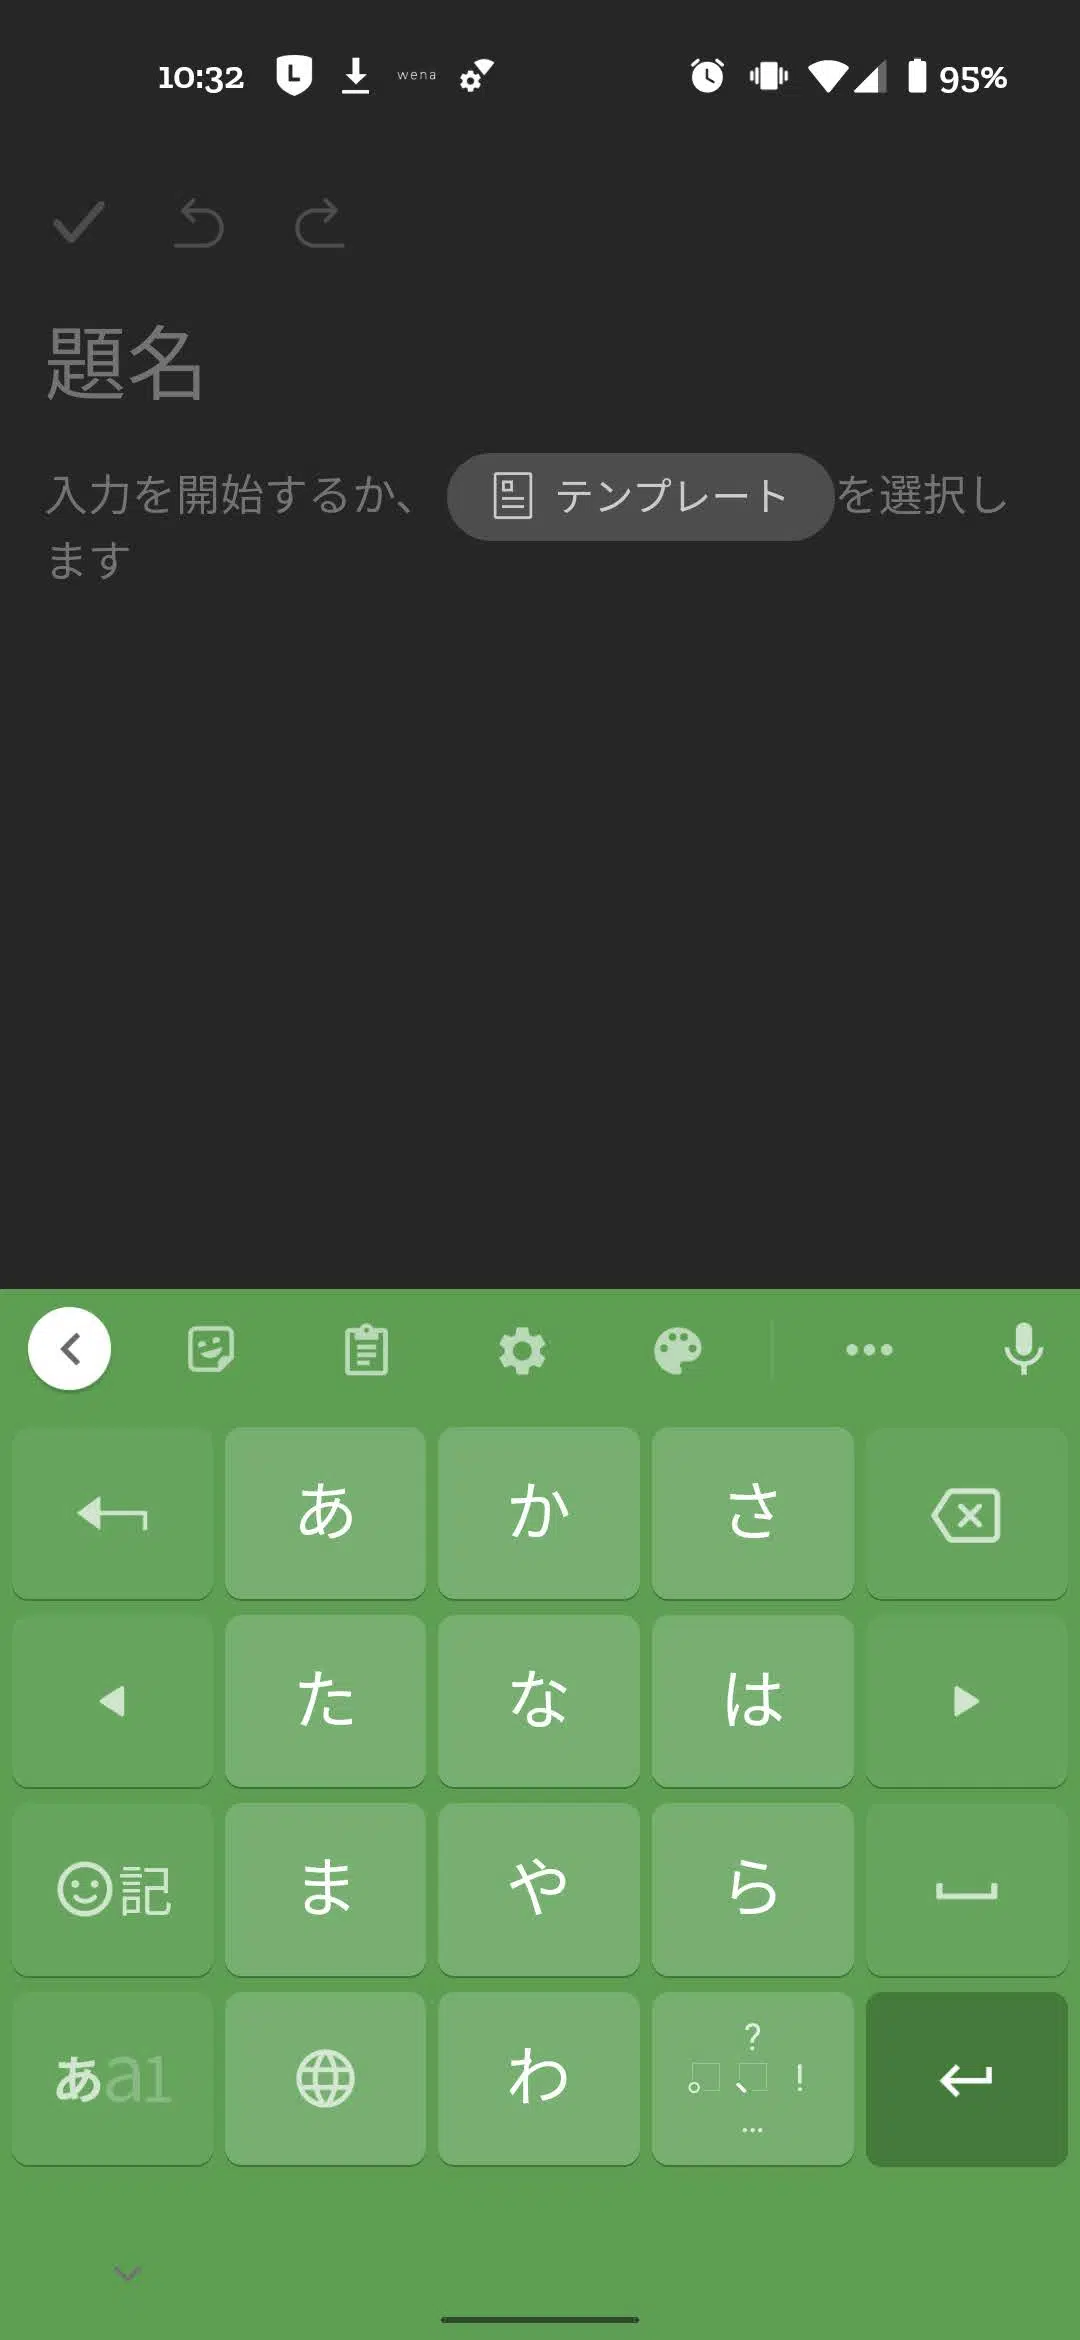 10:32 L wena 95%
題名
入力を開始するか、 テンプレート を選択し
ます
あ か さ
た な は
記 ま や ら
あa1 わ 。、?!…